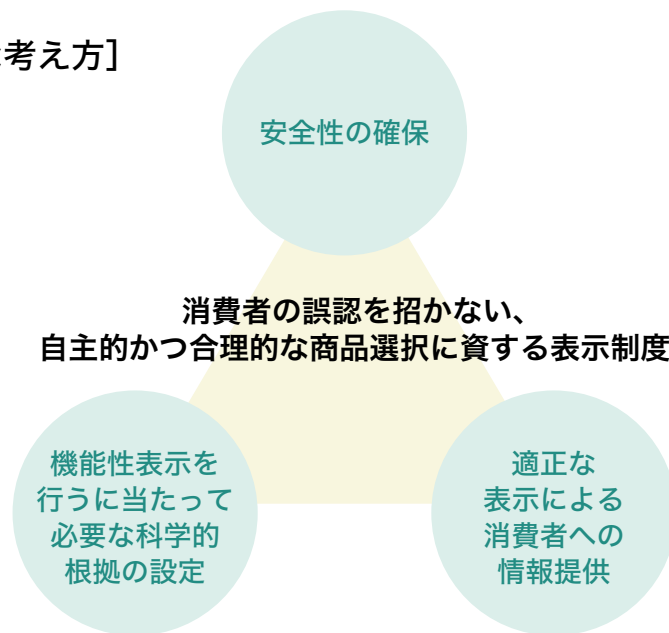 考え方]
安全性の確保
消費者の誤認を招かない、
自主的かつ合理的な商品選択に資する表示制度
機能性表示を
行うに当たって
必要な科学的
根拠の設定
適正な
表示による
消費者への
情報提供